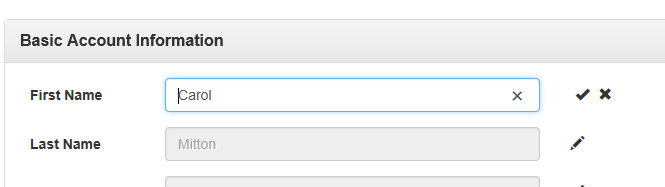 Basic Account Information
First Name Carol
Last Name Mitton